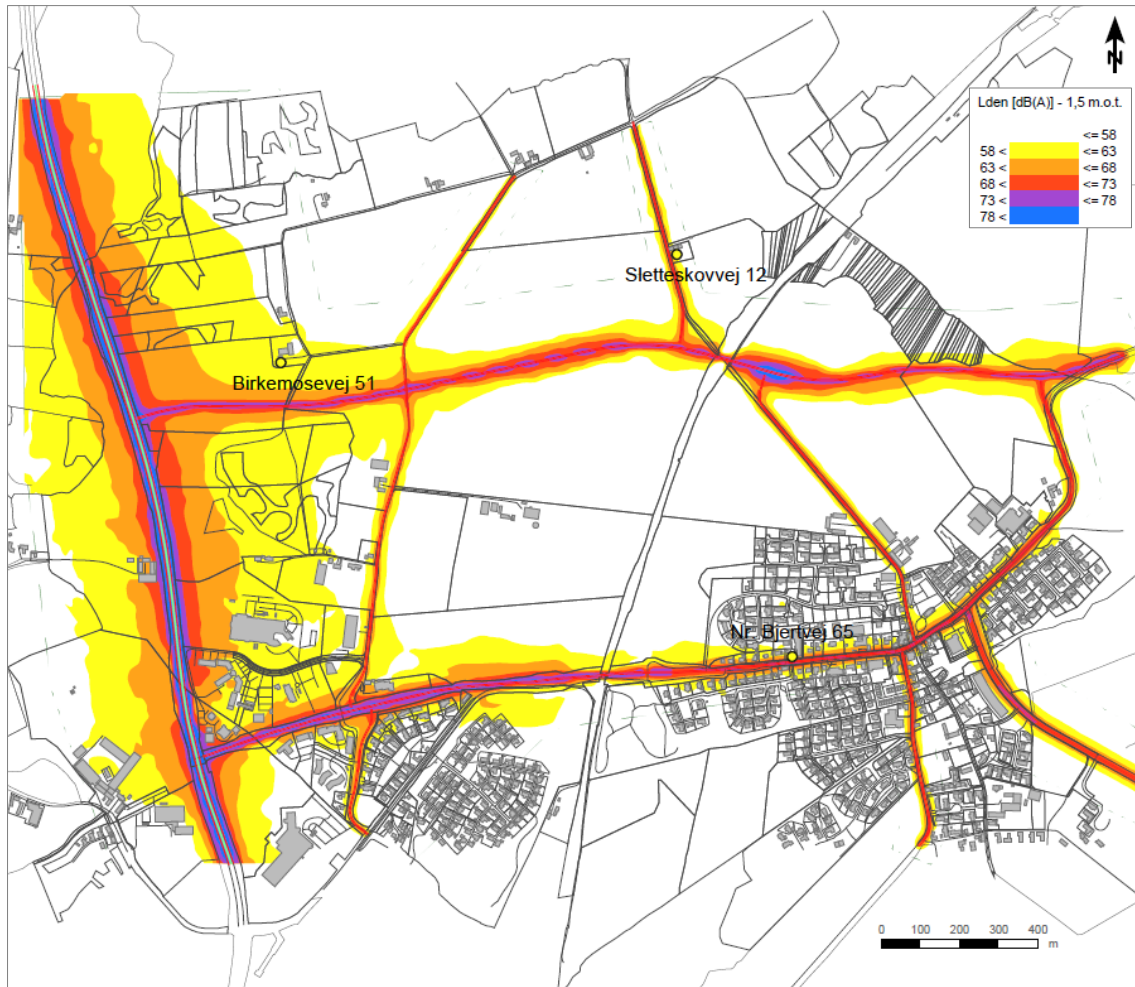 N
Lden [dB(A)] - 1,5 m.o.t.
<= 58
58 < <= 63
63 < <= 68
68 < <= 73
73 < <= 78
78 <
Sletteskovvej 12
Birkemosevej 51
Nr. Bjertvej 65
0 100 200 300 400
m